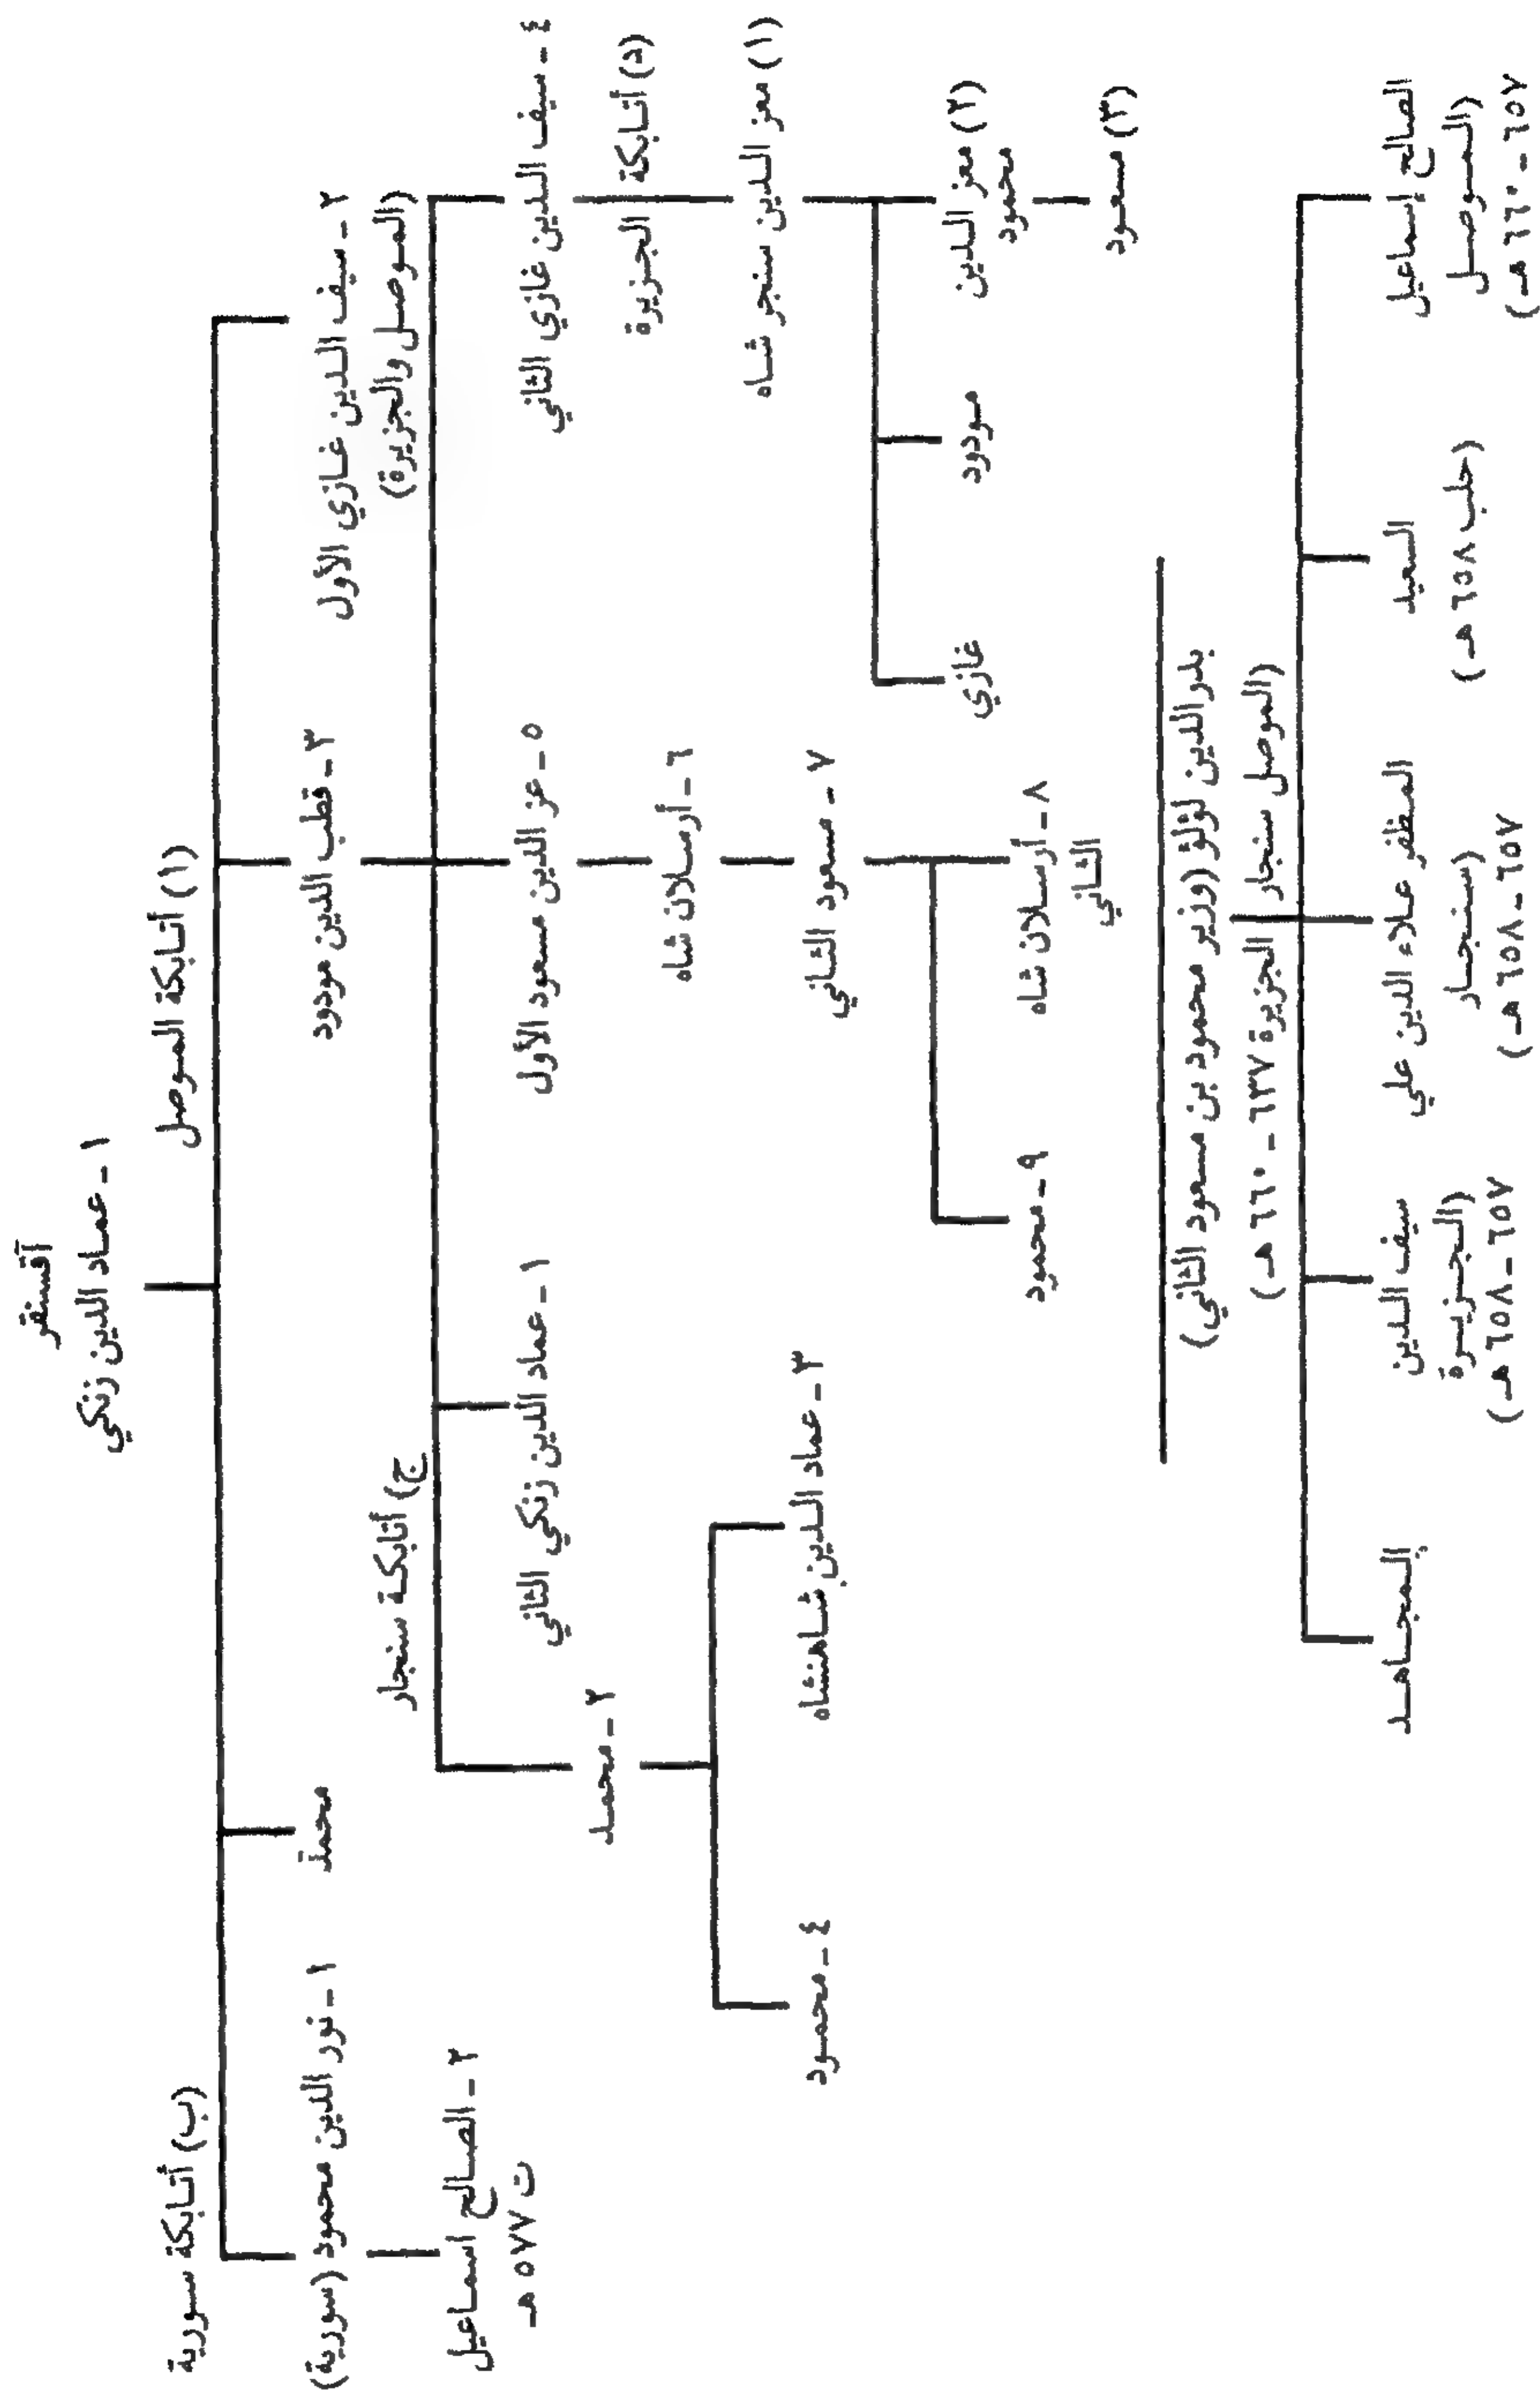 آقسنقر
١ - عماد الدين زنكي
(١) أتابكة الموصل
(ب) أتابكة سورية
٢ - سيف الدين غازي الأول
(الموصل والجزيرة)
٣ - قطب الدين مودود
محمد
١ - نور الدين محمود (سورية)
٢ - الصالح اسماعيل
ت ٥٧٧ هـ
ج) أتابكة سنجار
٤ - سيف الدين غازي الثاني
٥ - عز الدين مسعود الأول
١ - عماد الدين زنكي الثاني
٢ - محمد
(د) أتابكة الجزيرة
٦ - أرسلان شاه
(١) معز الدين سنجر شاه
٧ - مسعود الثاني
٣ - عماد الدين شاهنشاه
٤ - محمود
(٢) معز الدين
محمود
مودود
غازي
٨ - أرسلان شاه
الثاني
٩ - محمود
(٣) مسعود
بدر الدين لؤلؤ (وزير محمود بن مسعود الثاني)
(الموصل سنجار الجزيرة ٦٣٧ - ٦٦٠ هـ)
الصالح إسماعيل
(الموصل
٦٥٧ - ٦٦٠ هـ)
السعيد
(حلب ٦٥٨ هـ)
المظفر علاء الدين علي
(سنجار
٦٥٧ - ٦٥٨ هـ)
سيف الدين
(الجزيرة
٦٥٧ - ٦٥٨ هـ)
المجاهد